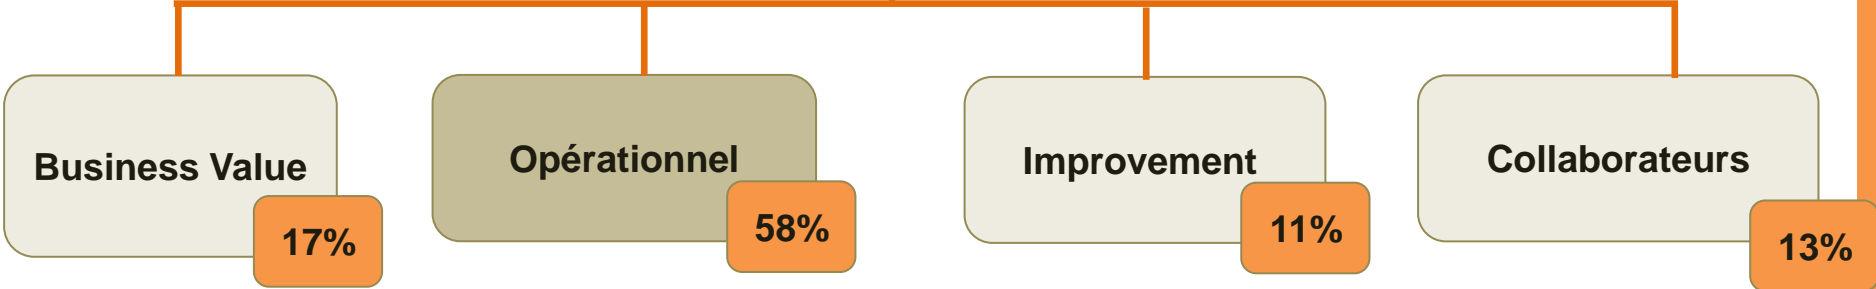 Business Value
17%
Opérationnel
58%
Improvement
11%
Collaborateurs
13%